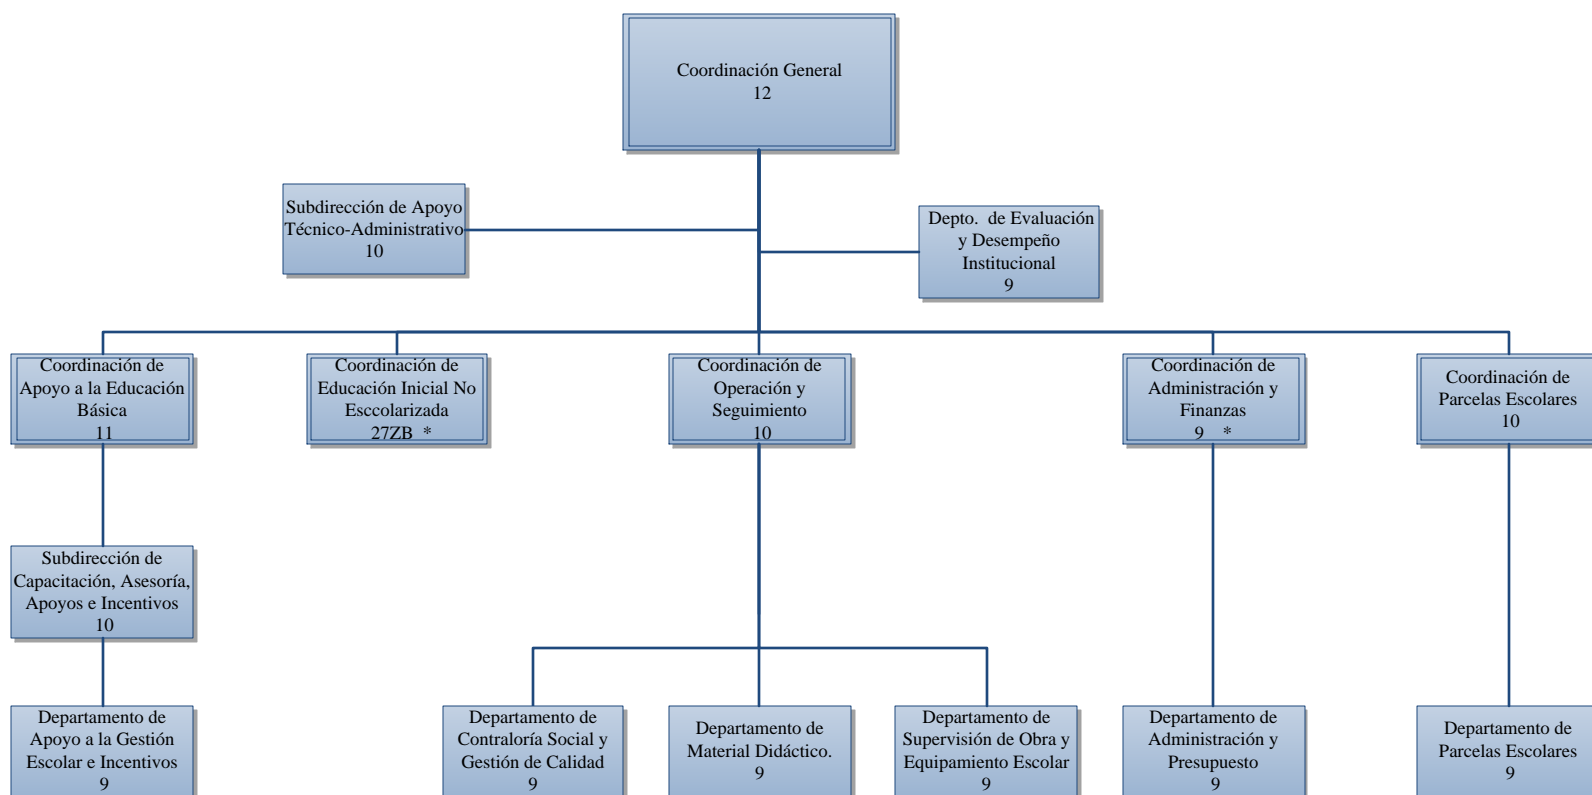 Coordinación General
12
Subdirección de Apoyo
Técnico-Administrativo
10
Depto.  de Evaluación
y Desempeño
Institucional
9
Coordinación de
Apoyo a la Educación
Básica
11
Coordinación de
Educación Inicial No
Esccolarizada
27ZB  *
Coordinación de
Operación y
Seguimiento
10
Coordinación de
Administración y
Finanzas
9   *
Coordinación de
Parcelas Escolares
10
Subdirección de
Capacitación, Asesoría,
Apoyos e Incentivos
10
Departamento de
Apoyo a la Gestión
Escolar e Incentivos
9
Departamento de
Contraloría Social y
Gestión de Calidad
9
Departamento de
Material Didáctico.
9
Departamento de
Supervisión de Obra y
Equipamiento Escolar
9
Departamento de
Administración y
Presupuesto
9
Departamento de
Parcelas Escolares
9